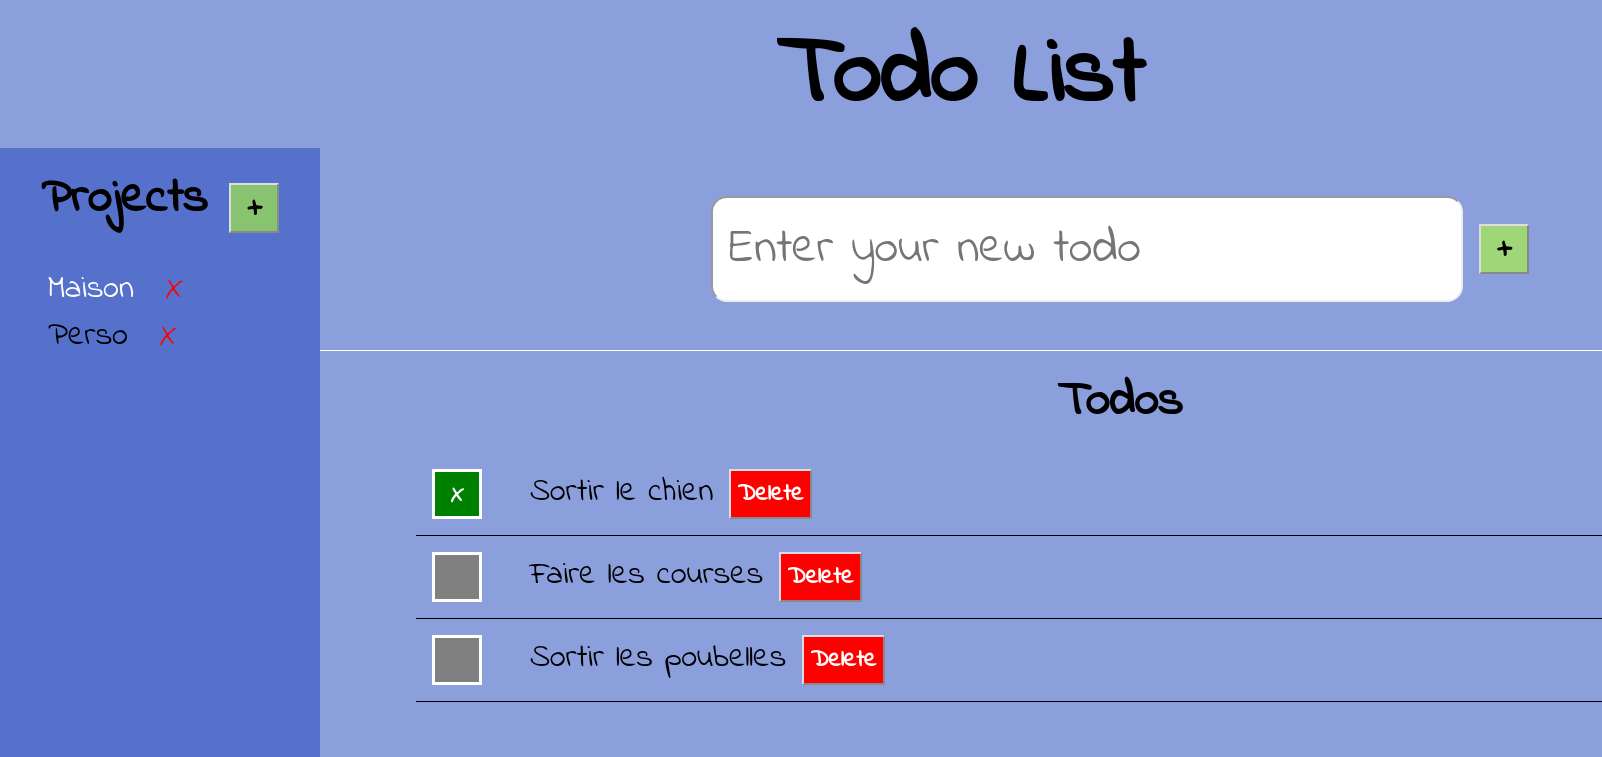 Todo List
Projects +
Maison x
Perso x
Enter your new todo +
Todos
x Sortir le chien Delete
Faire les courses Delete
Sortir les poubelles Delete